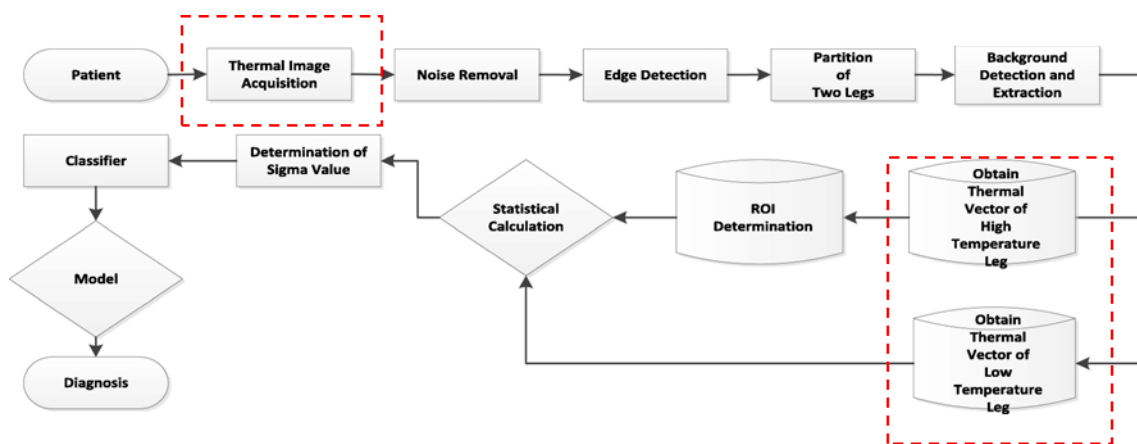 Patient
Thermal Image
Acquisition
Noise Removal
Edge Detection
Partition
of
Two Legs
Background
Detection and
Extraction
Classifier
Determination of
Sigma Value
Statistical
Calculation
ROI
Determination
Obtain
Thermal
Vector of
High
Temperature
Leg
Model
Obtain
Thermal
Vector of
Low
Temperature
Leg
Diagnosis